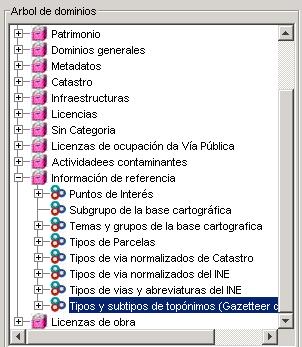 Arbol de dominios
Patrimonio
Dominios generales
Metadatos
Catastro
Infraestructuras
Licencias
Sin Categoria
Licenzas de ocupación da Vía Pública
Actividadees contaminantes
Información de referencia
Puntos de Interés
Subgrupo de la base cartográfica
Temas y grupos de la base cartografica
Tipos de Parcelas
Tipos de via normalizados de Catastro
Tipos de via normalizados del INE
Tipos de vias y abreviaturas del INE
Tipos y subtipos de topónimos (Gazetteer c
Licenzas de obra